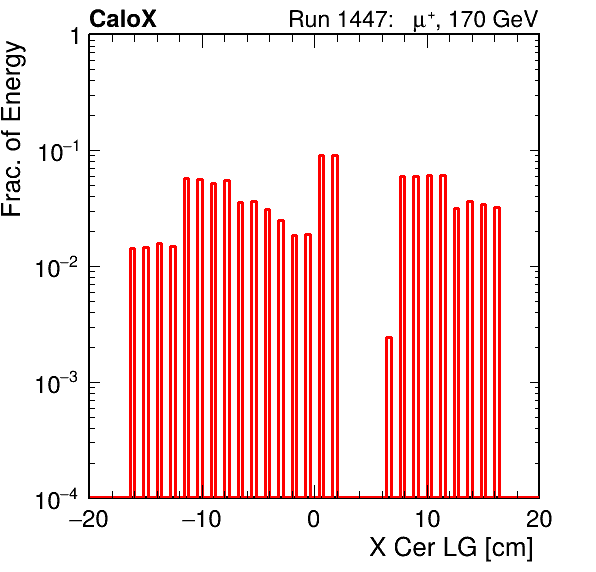 CaloX Run 1447: μ⁺, 170 GeV
Frac. of Energy
1
10⁻¹
10⁻²
10⁻³
10⁻⁴
−20 −10 0 10 20
X Cer LG [cm]